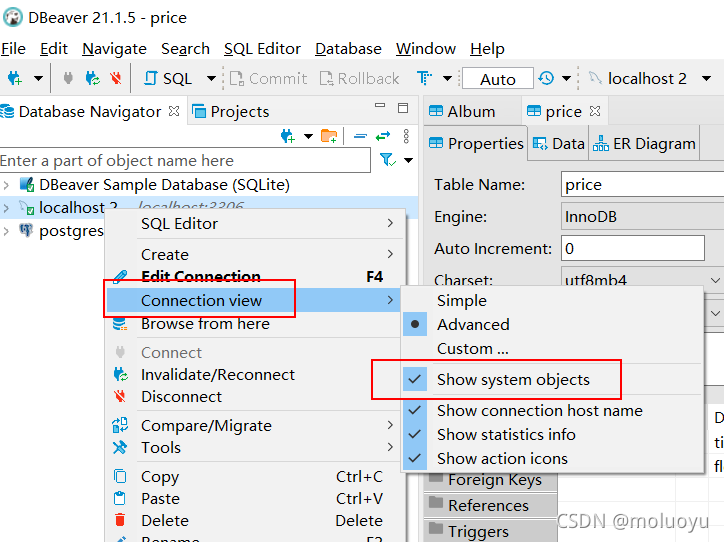 DBeaver 21.1.5 - price
File Edit Navigate Search SQL Editor Database Window Help
SQL Commit Rollback Auto localhost 2
Database Navigator Projects
Enter a part of object name here
DBeaver Sample Database (SQLite)
localhost 2 localhost:3306
postgres
SQL Editor
Create
Edit Connection F4
Connection view
Browse from here
Connect
Invalidate/Reconnect
Disconnect
Compare/Migrate
Tools
Copy Ctrl+C
Paste Ctrl+V
Delete Delete
Rename F2
Simple
Advanced
Custom ...
Show system objects
Show connection host name
Show statistics info
Show action icons
Album price
Properties Data ER Diagram
Table Name: price
Engine: InnoDB
Auto Increment: 0
Charset: utf8mb4
D
ti
fl
Foreign Keys
References
Triggers
CSDN @moluoyu